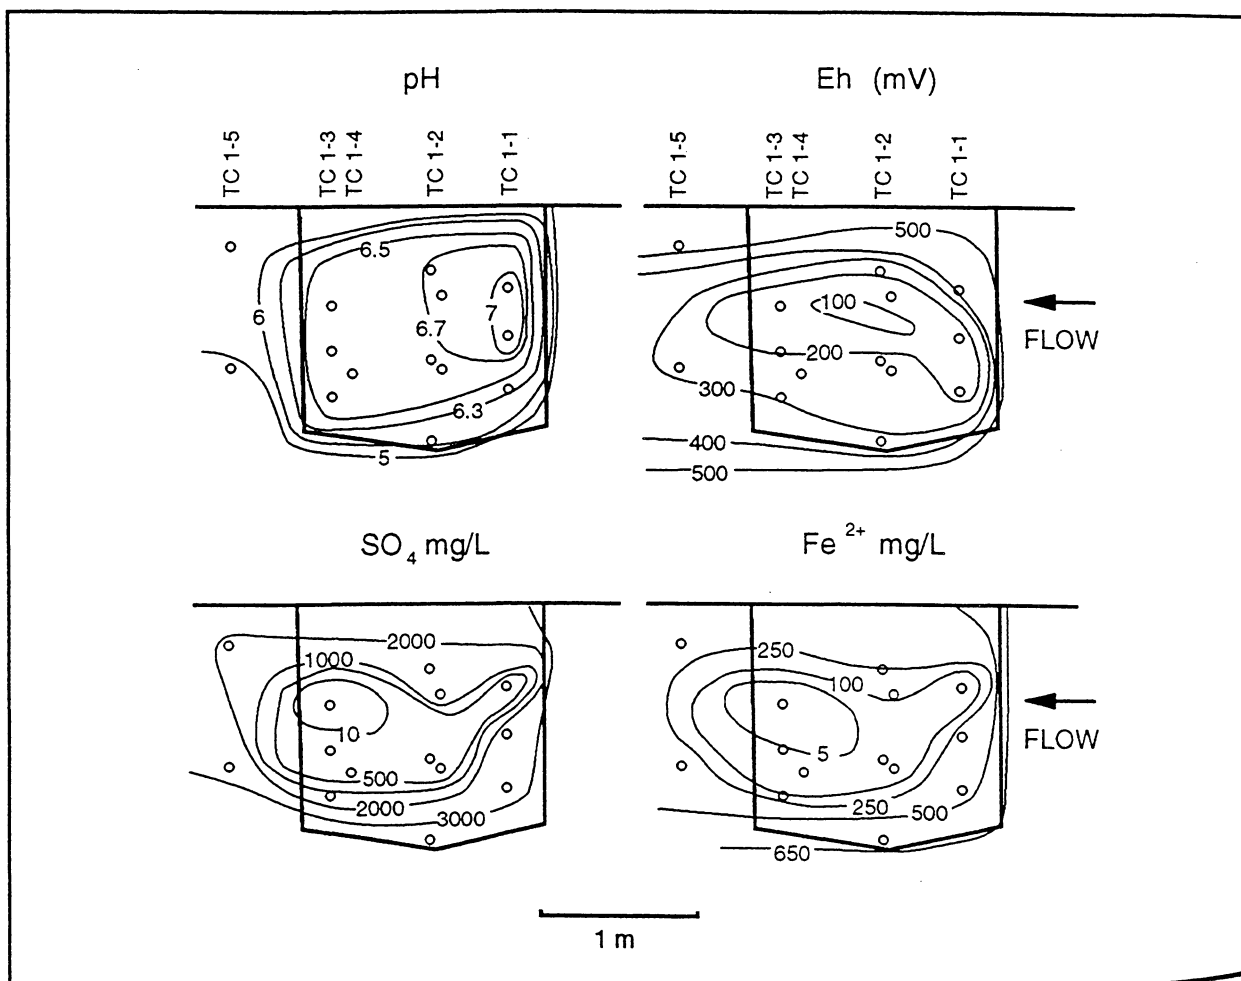 pH
Eh (mV)
TC 1-5
TC 1-3
TC 1-4
TC 1-2
TC 1-1
TC 1-5
TC 1-3
TC 1-4
TC 1-2
TC 1-1
6.5
6
6.7
7
6.3
5
500
100
200
300
400
500
FLOW
SO4 mg/L
Fe 2+ mg/L
2000
1000
10
500
2000
3000
250
100
5
250
500
650
FLOW
1 m